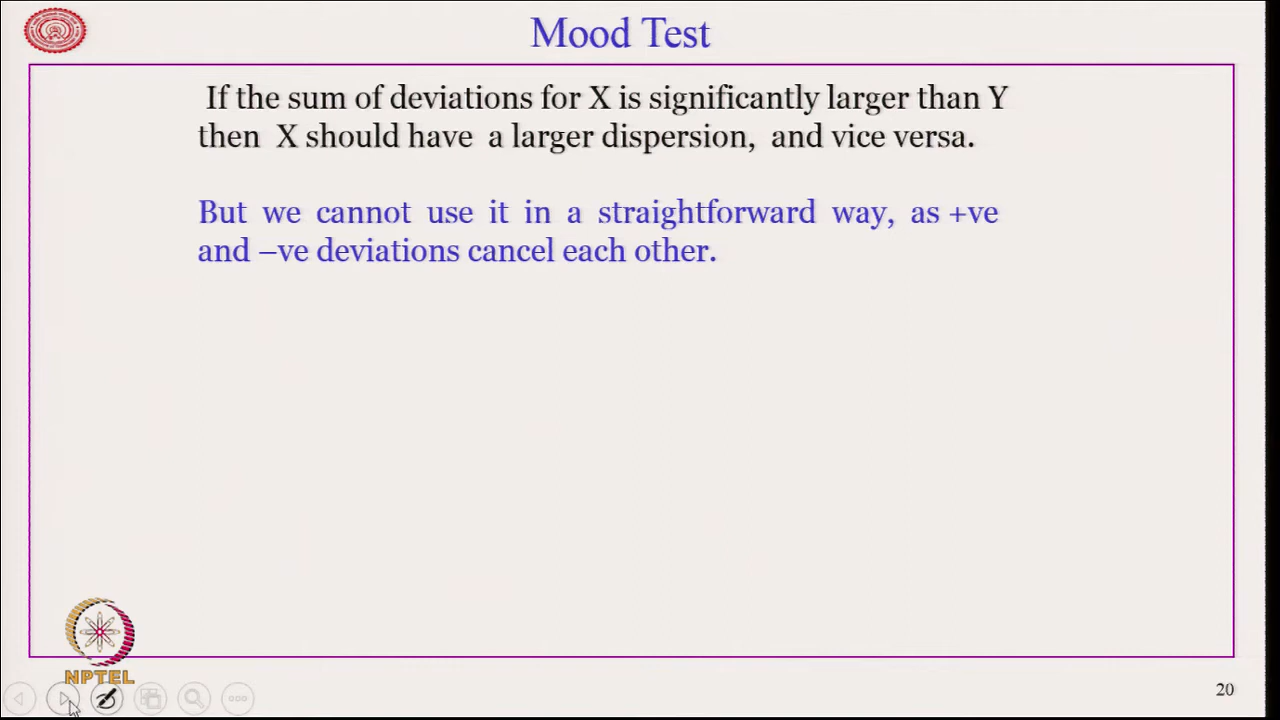 Mood Test
If the sum of deviations for X is significantly larger than Y
then X should have a larger dispersion, and vice versa.
But we cannot use it in a straightforward way, as +ve
and –ve deviations cancel each other.
NPTEL
20